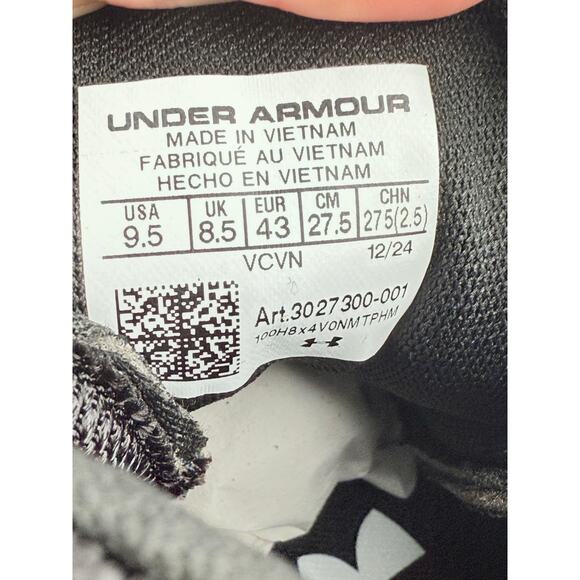 UNDER ARMOUR
MADE IN VIETNAM
FABRIQUÉ AU VIETNAM
HECHO EN VIETNAM
USA UK EUR CM CHN
9.5 8.5 43 27.5 275(2.5)
VCVN 12/24
Art.3027300-001